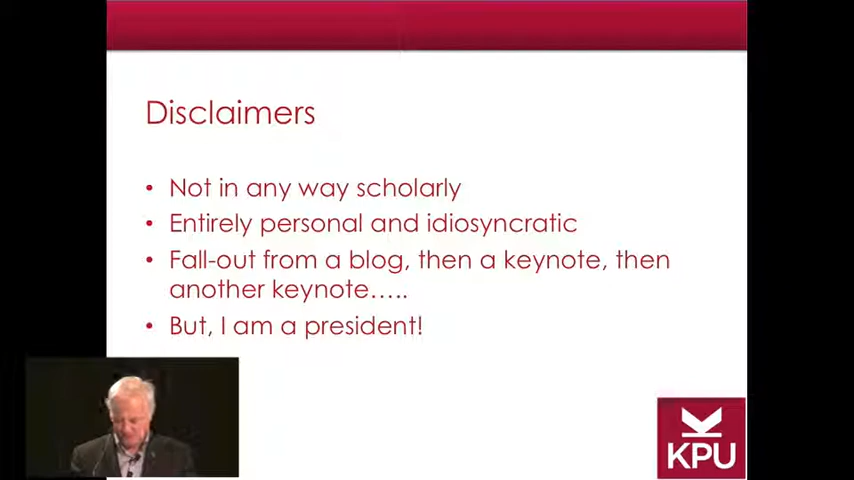 Disclaimers
• Not in any way scholarly
• Entirely personal and idiosyncratic
• Fall-out from a blog, then a keynote, then
another keynote…..
• But, I am a president!
KPU